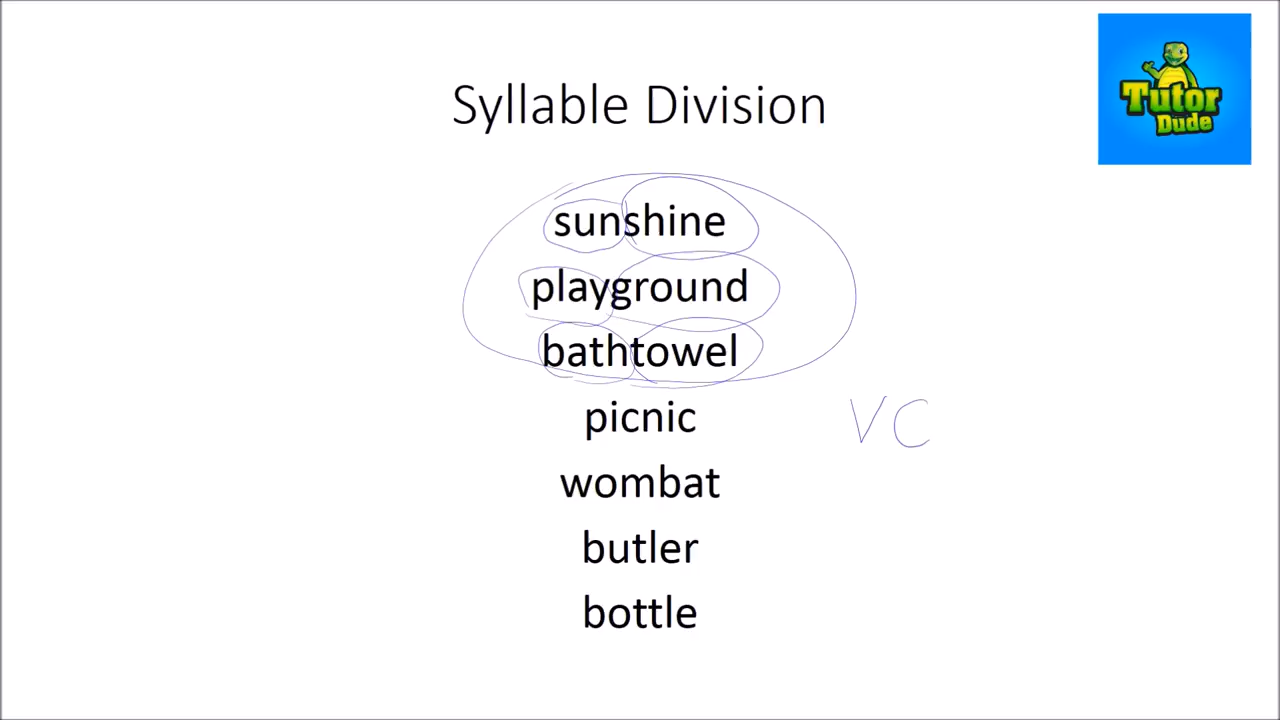 Tutor
Dude
Syllable Division
sunshine
playground
bathtowel
picnic
VC
wombat
butler
bottle